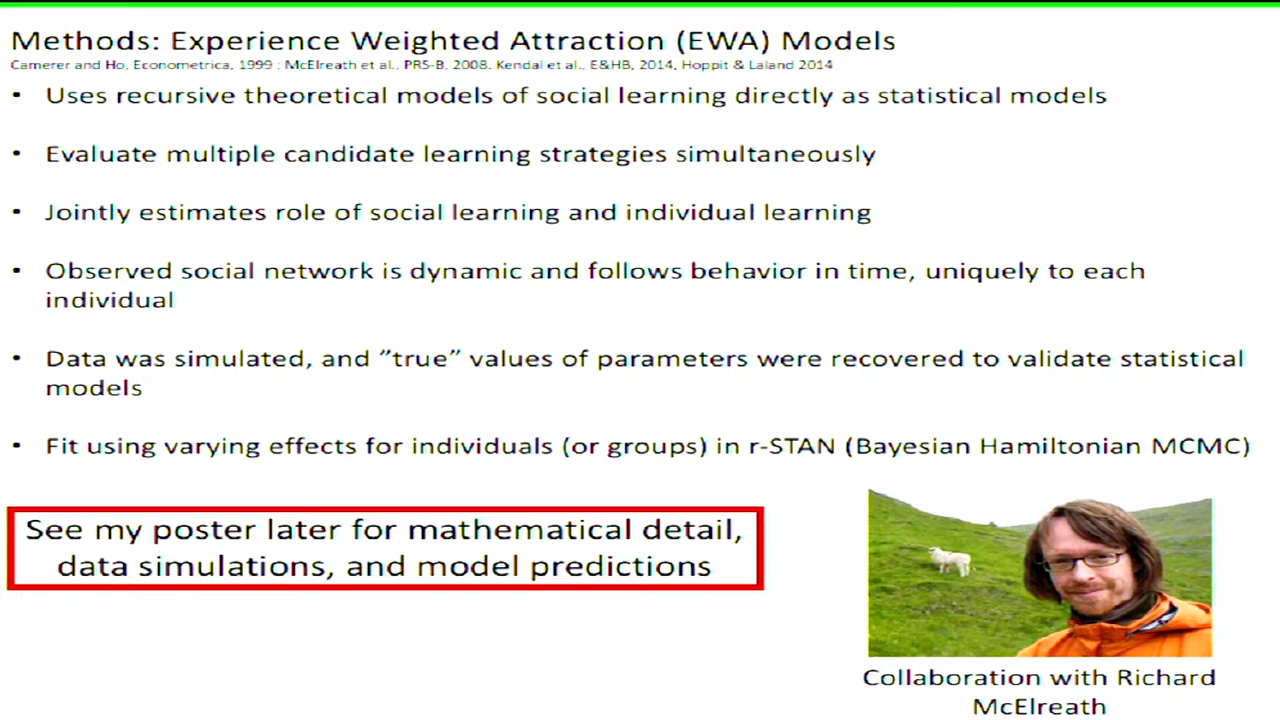 Methods: Experience Weighted Attraction (EWA) Models
Camerer and Ho, Econometrica, 1999 ; McElreath et al., PRS-B, 2008. Kendal et al., E&HB, 2014, Hoppit & Laland 2014
• Uses recursive theoretical models of social learning directly as statistical models
• Evaluate multiple candidate learning strategies simultaneously
• Jointly estimates role of social learning and individual learning
• Observed social network is dynamic and follows behavior in time, uniquely to each
individual
• Data was simulated, and ”true” values of parameters were recovered to validate statistical
models
• Fit using varying effects for individuals (or groups) in r-STAN (Bayesian Hamiltonian MCMC)
See my poster later for mathematical detail,
data simulations, and model predictions
Collaboration with Richard
McElreath